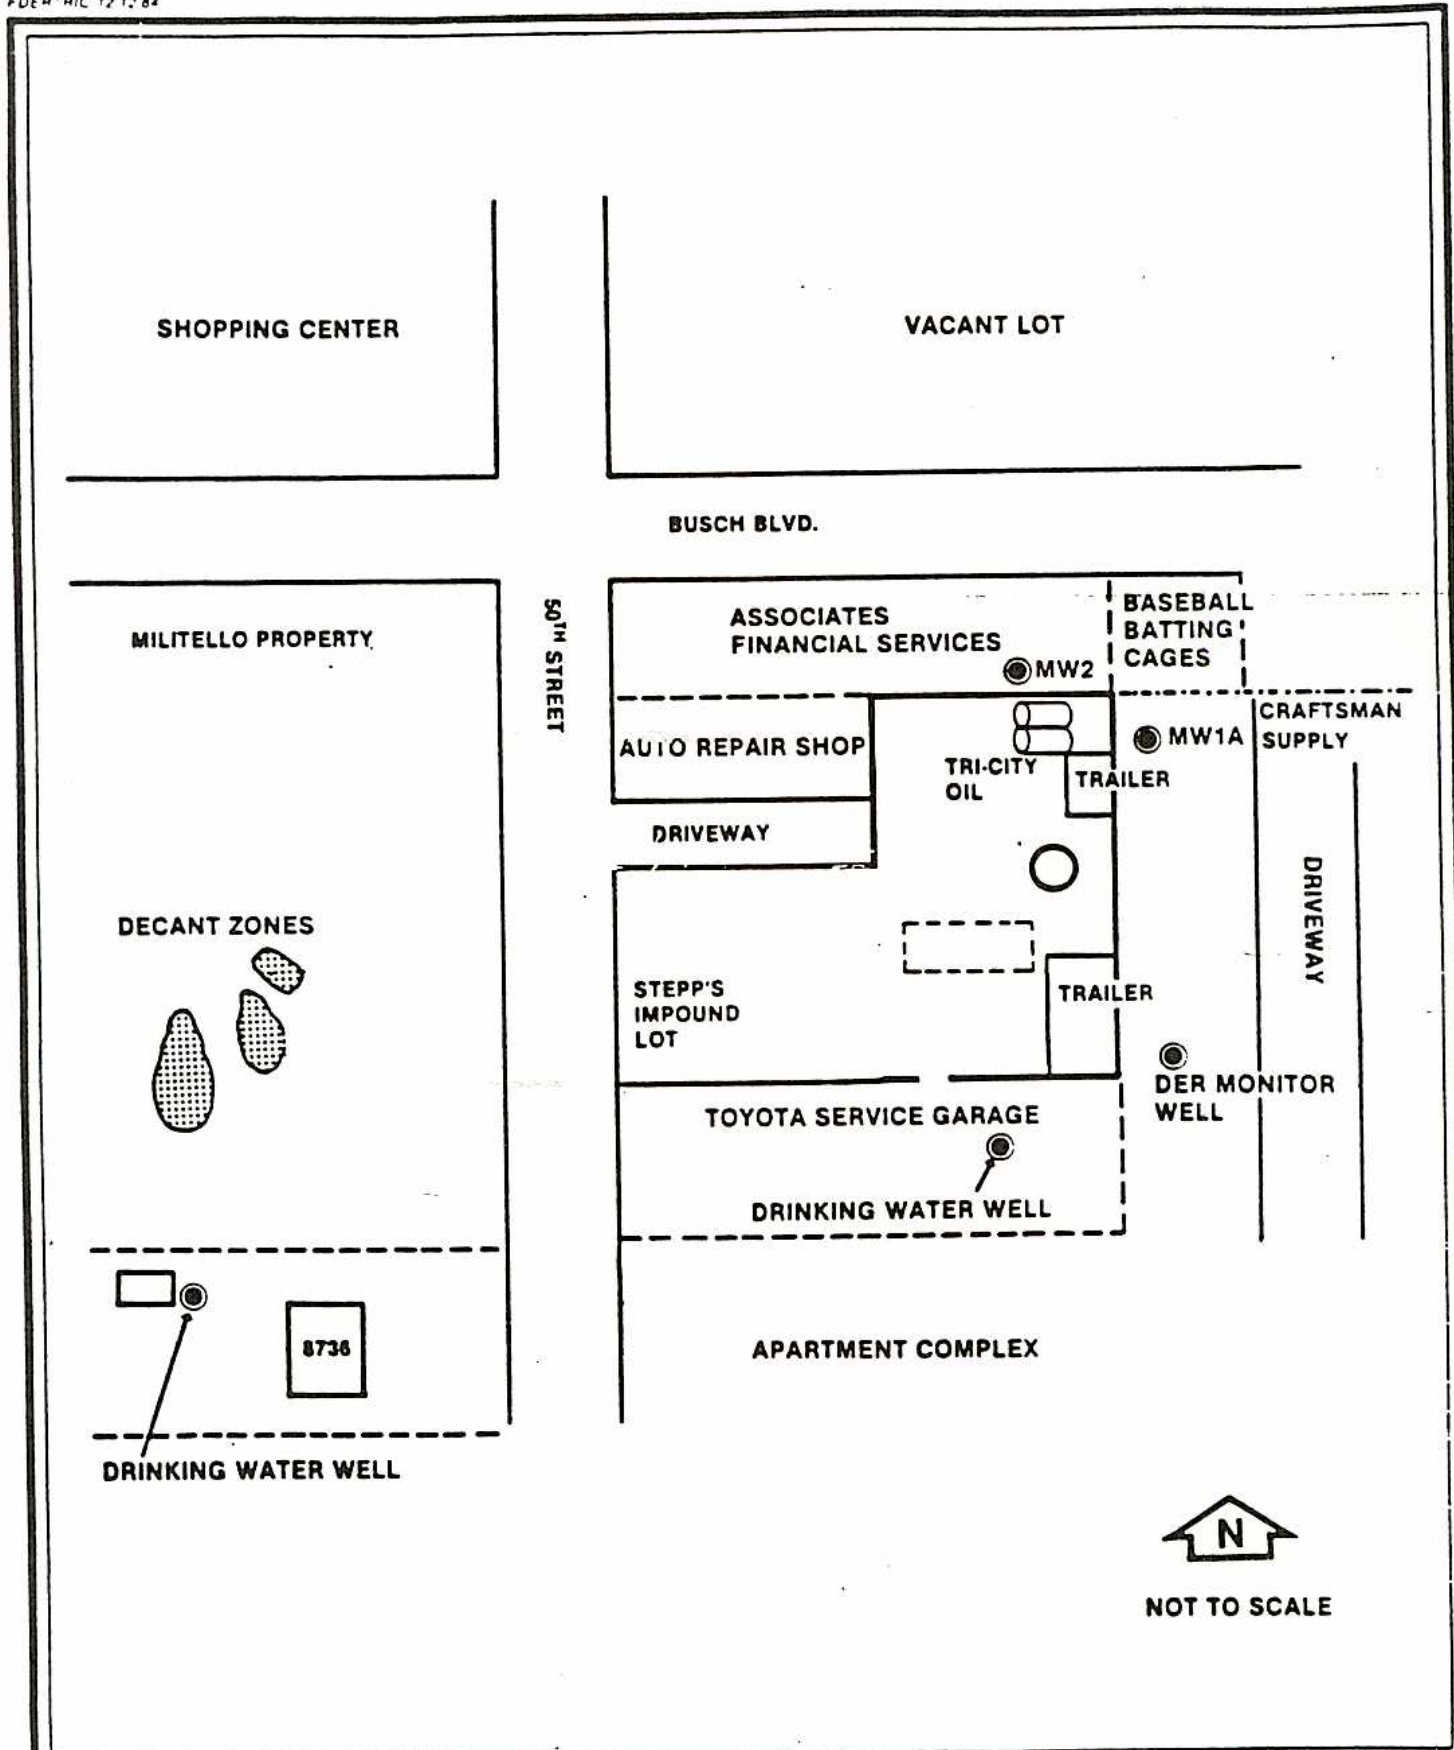 SHOPPING CENTER
VACANT LOT
BUSCH BLVD.
50TH STREET
MILITELLO PROPERTY
ASSOCIATES
FINANCIAL SERVICES
MW2
BASEBALL
BATTING
CAGES
AUTO REPAIR SHOP
TRI-CITY
OIL
TRAILER
MW1A
CRAFTSMAN
SUPPLY
DRIVEWAY
DRIVEWAY
DECANT ZONES
STEPP'S
IMPOUND
LOT
TRAILER
DER MONITOR
WELL
TOYOTA SERVICE GARAGE
DRINKING WATER WELL
8736
APARTMENT COMPLEX
DRINKING WATER WELL
N
NOT TO SCALE